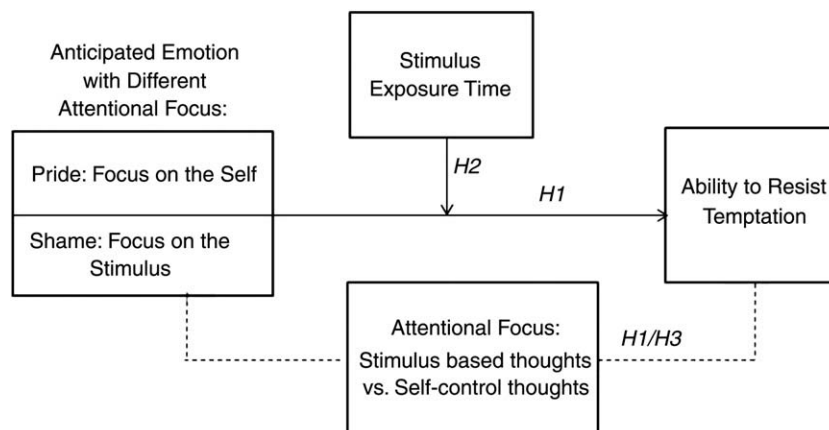 Anticipated Emotion
with Different
Attentional Focus:
Pride: Focus on the Self
Shame: Focus on the
Stimulus
Stimulus
Exposure Time
H2
H1
Ability to Resist
Temptation
Attentional Focus:
Stimulus based thoughts
vs. Self-control thoughts
H1/H3